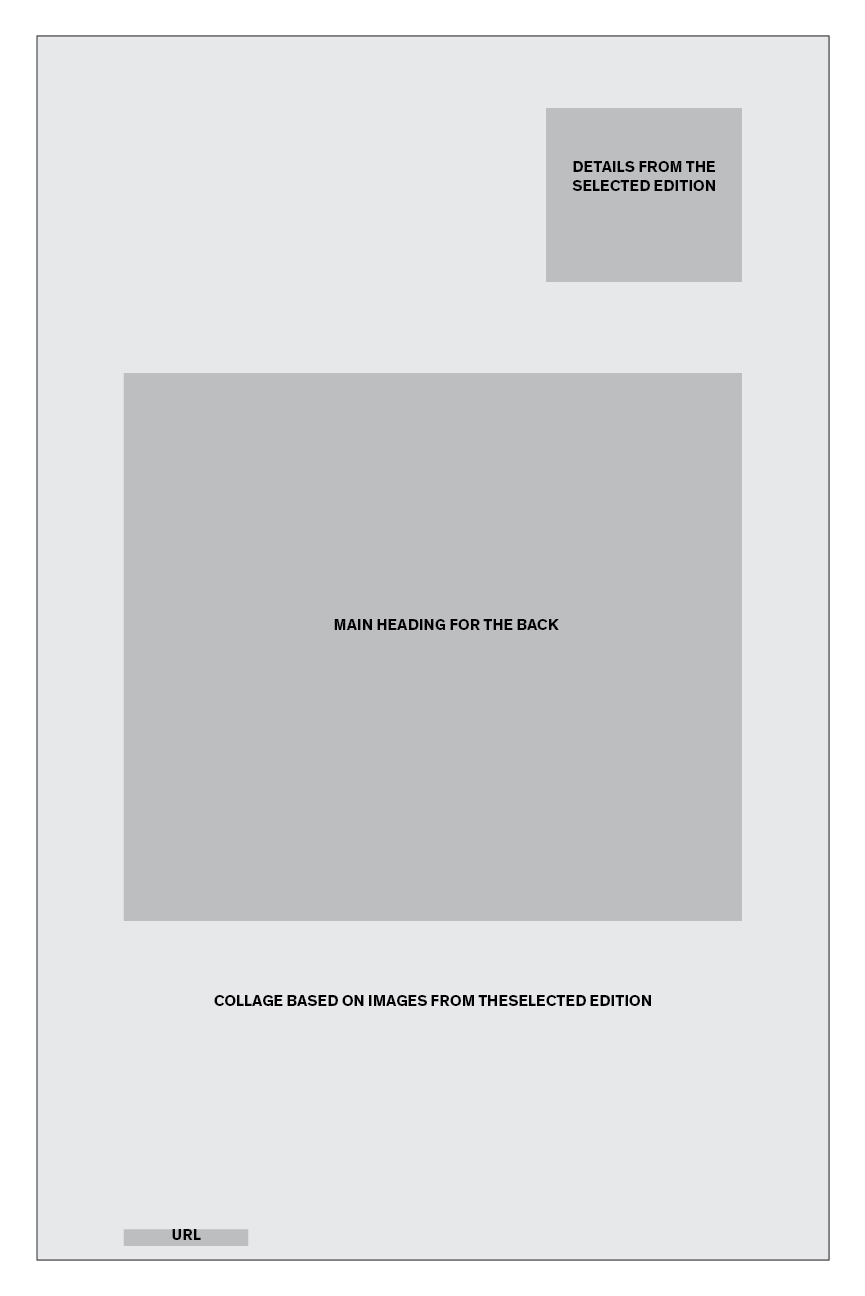 DETAILS FROM THE
SELECTED EDITION
MAIN HEADING FOR THE BACK
COLLAGE BASED ON IMAGES FROM THESELECTED EDITION
URL